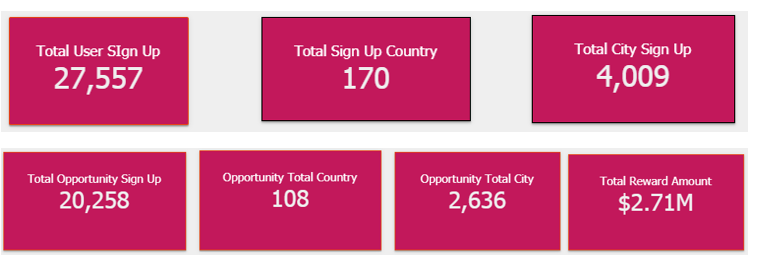 Total User SIgn Up
27,557
Total Sign Up Country
170
Total City Sign Up
4,009
Total Opportunity Sign Up
20,258
Opportunity Total Country
108
Opportunity Total City
2,636
Total Reward Amount
$2.71M